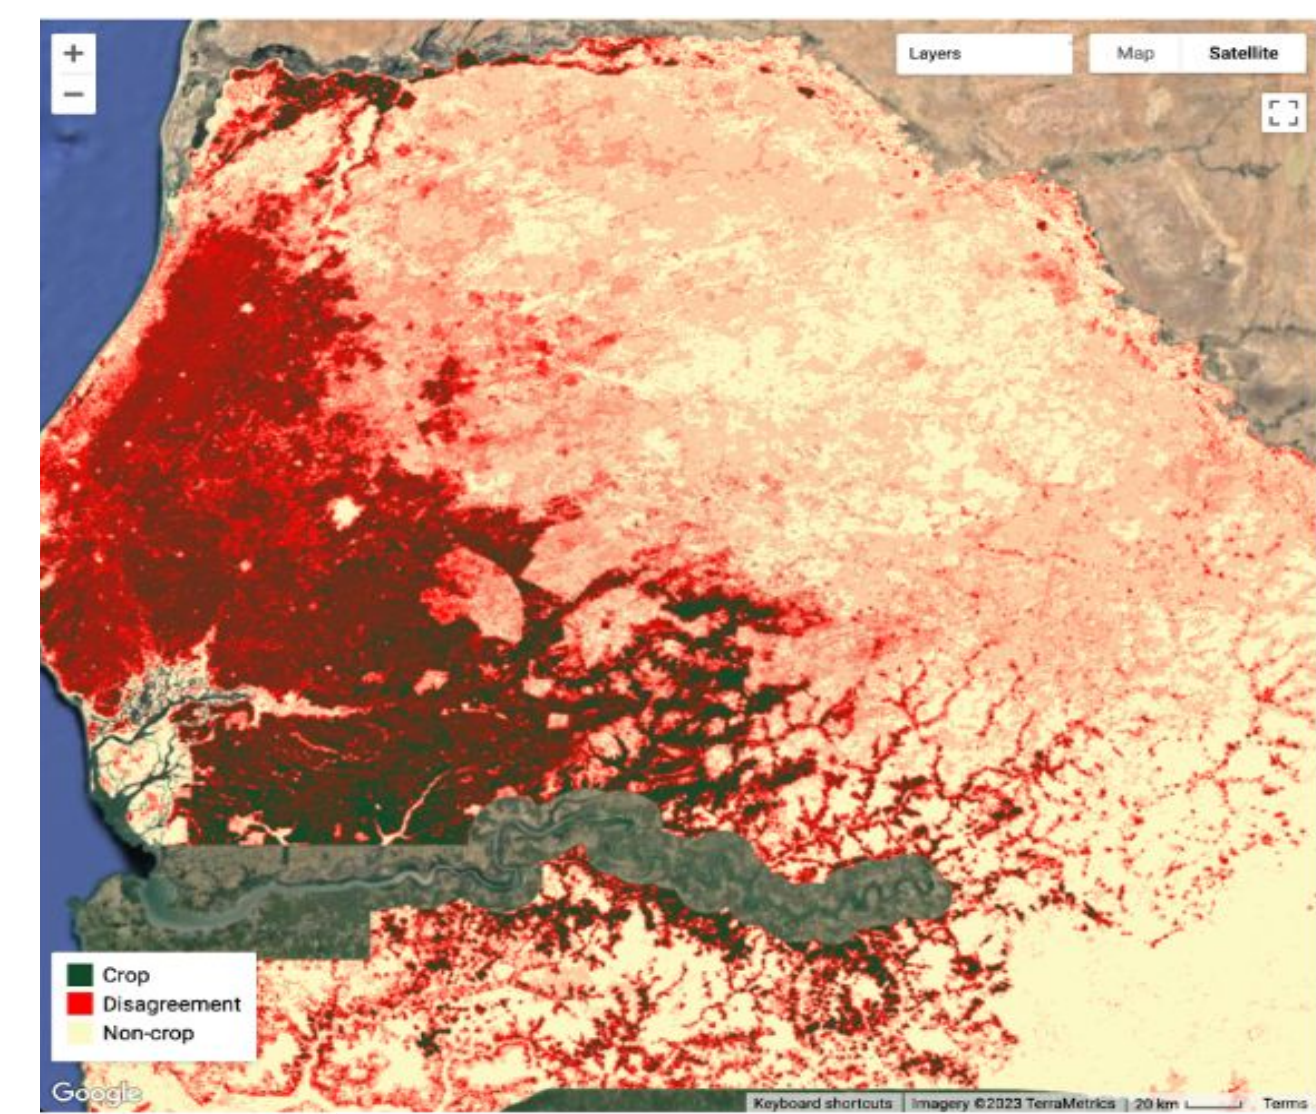 +
−
Layers
Map
Satellite
Crop
Disagreement
Non-crop
Google
Keyboard shortcuts
Imagery ©2023 TerraMetrics
20 km
Terms